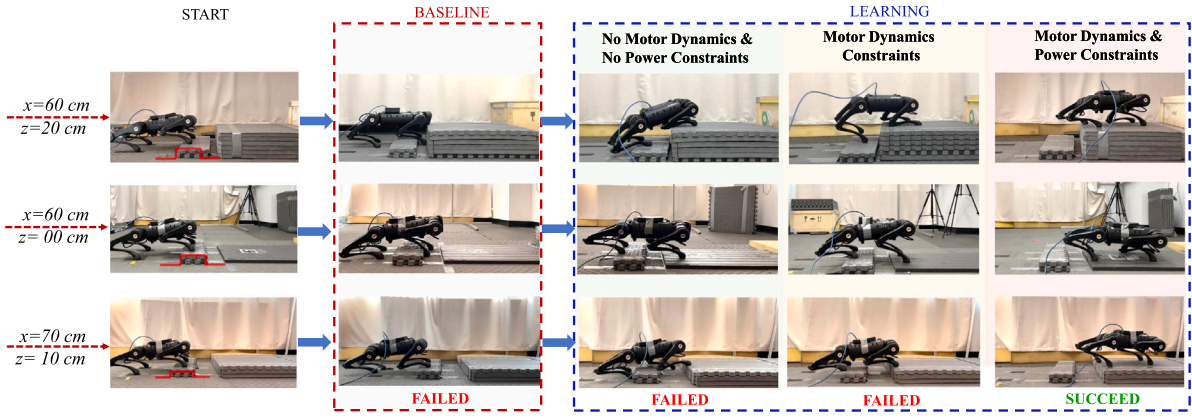 START
BASELINE
LEARNING
No Motor Dynamics &
No Power Constraints
Motor Dynamics
Constraints
Motor Dynamics &
Power Constraints
x=60 cm
z=20 cm
x=60 cm
z= 00 cm
x=70 cm
z= 10 cm
FAILED
FAILED
FAILED
SUCCEED